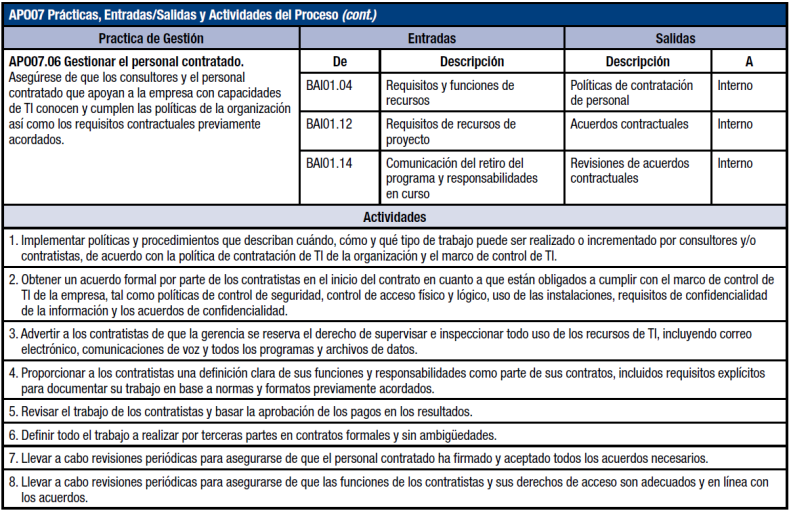 APO07 Prácticas, Entradas/Salidas y Actividades del Proceso (cont.)
Practica de Gestión
Entradas
Salidas
APO07.06 Gestionar el personal contratado.
Asegúrese de que los consultores y el personal
contratado que apoyan a la empresa con capacidades
de TI conocen y cumplen las políticas de la organización
así como los requisitos contractuales previamente
acordados.
De
Descripción
Descripción
A
BAI01.04
Requisitos y funciones de
recursos
Políticas de contratación
de personal
Interno
BAI01.12
Requisitos de recursos de
proyecto
Acuerdos contractuales
Interno
BAI01.14
Comunicación del retiro del
programa y responsabilidades
en curso
Revisiones de acuerdos
contractuales
Interno
Actividades
1. Implementar políticas y procedimientos que describan cuándo, cómo y qué tipo de trabajo puede ser realizado o incrementado por consultores y/o
contratistas, de acuerdo con la política de contratación de TI de la organización y el marco de control de TI.
2. Obtener un acuerdo formal por parte de los contratistas en el inicio del contrato en cuanto a que están obligados a cumplir con el marco de control de
TI de la empresa, tal como políticas de control de seguridad, control de acceso físico y lógico, uso de las instalaciones, requisitos de confidencialidad
de la información y los acuerdos de confidencialidad.
3. Advertir a los contratistas de que la gerencia se reserva el derecho de supervisar e inspeccionar todo uso de los recursos de TI, incluyendo correo
electrónico, comunicaciones de voz y todos los programas y archivos de datos.
4. Proporcionar a los contratistas una definición clara de sus funciones y responsabilidades como parte de sus contratos, incluidos requisitos explícitos
para documentar su trabajo en base a normas y formatos previamente acordados.
5. Revisar el trabajo de los contratistas y basar la aprobación de los pagos en los resultados.
6. Definir todo el trabajo a realizar por terceras partes en contratos formales y sin ambigüedades.
7. Llevar a cabo revisiones periódicas para asegurarse de que el personal contratado ha firmado y aceptado todos los acuerdos necesarios.
8. Llevar a cabo revisiones periódicas para asegurarse de que las funciones de los contratistas y sus derechos de acceso son adecuados y en línea con
los acuerdos.